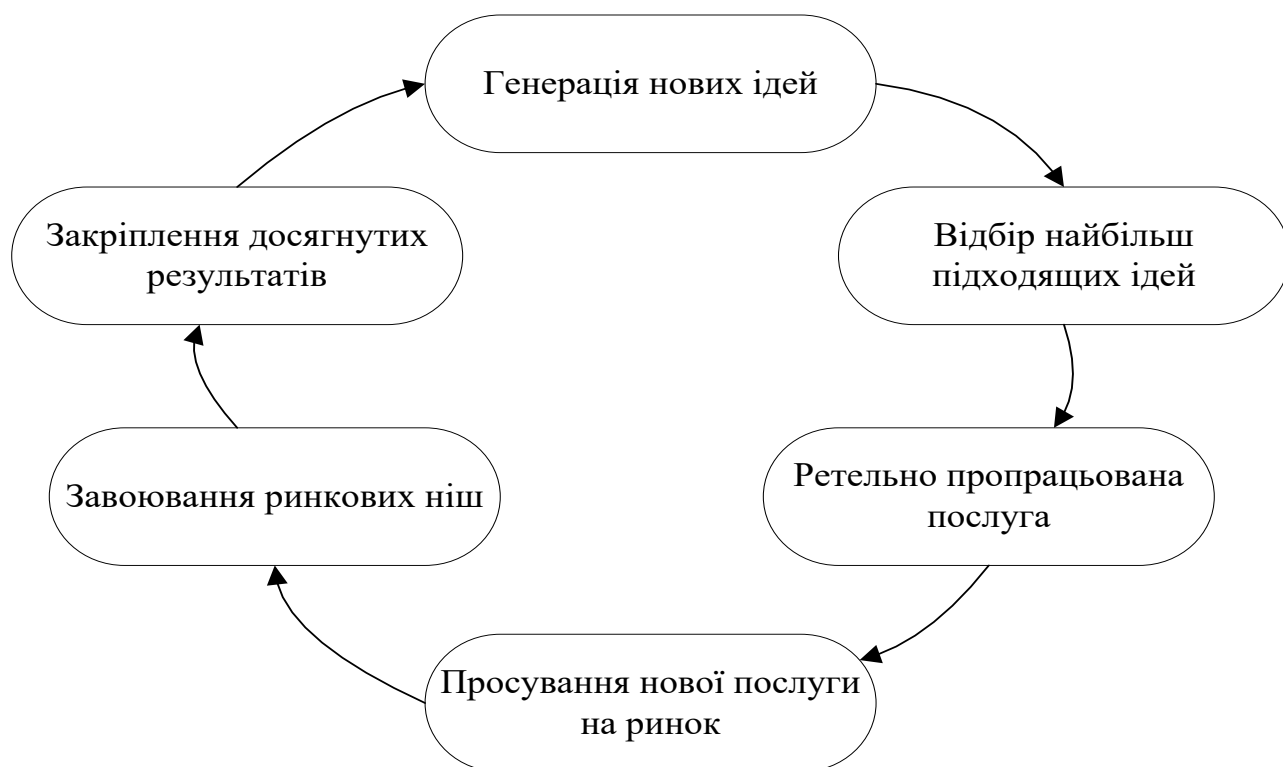 Генерація нових ідей
Відбір найбільш
підходящих ідей
Ретельно пропрацьована
послуга
Просування нової послуги
на ринок
Завоювання ринкових ніш
Закріплення досягнутих
результатів